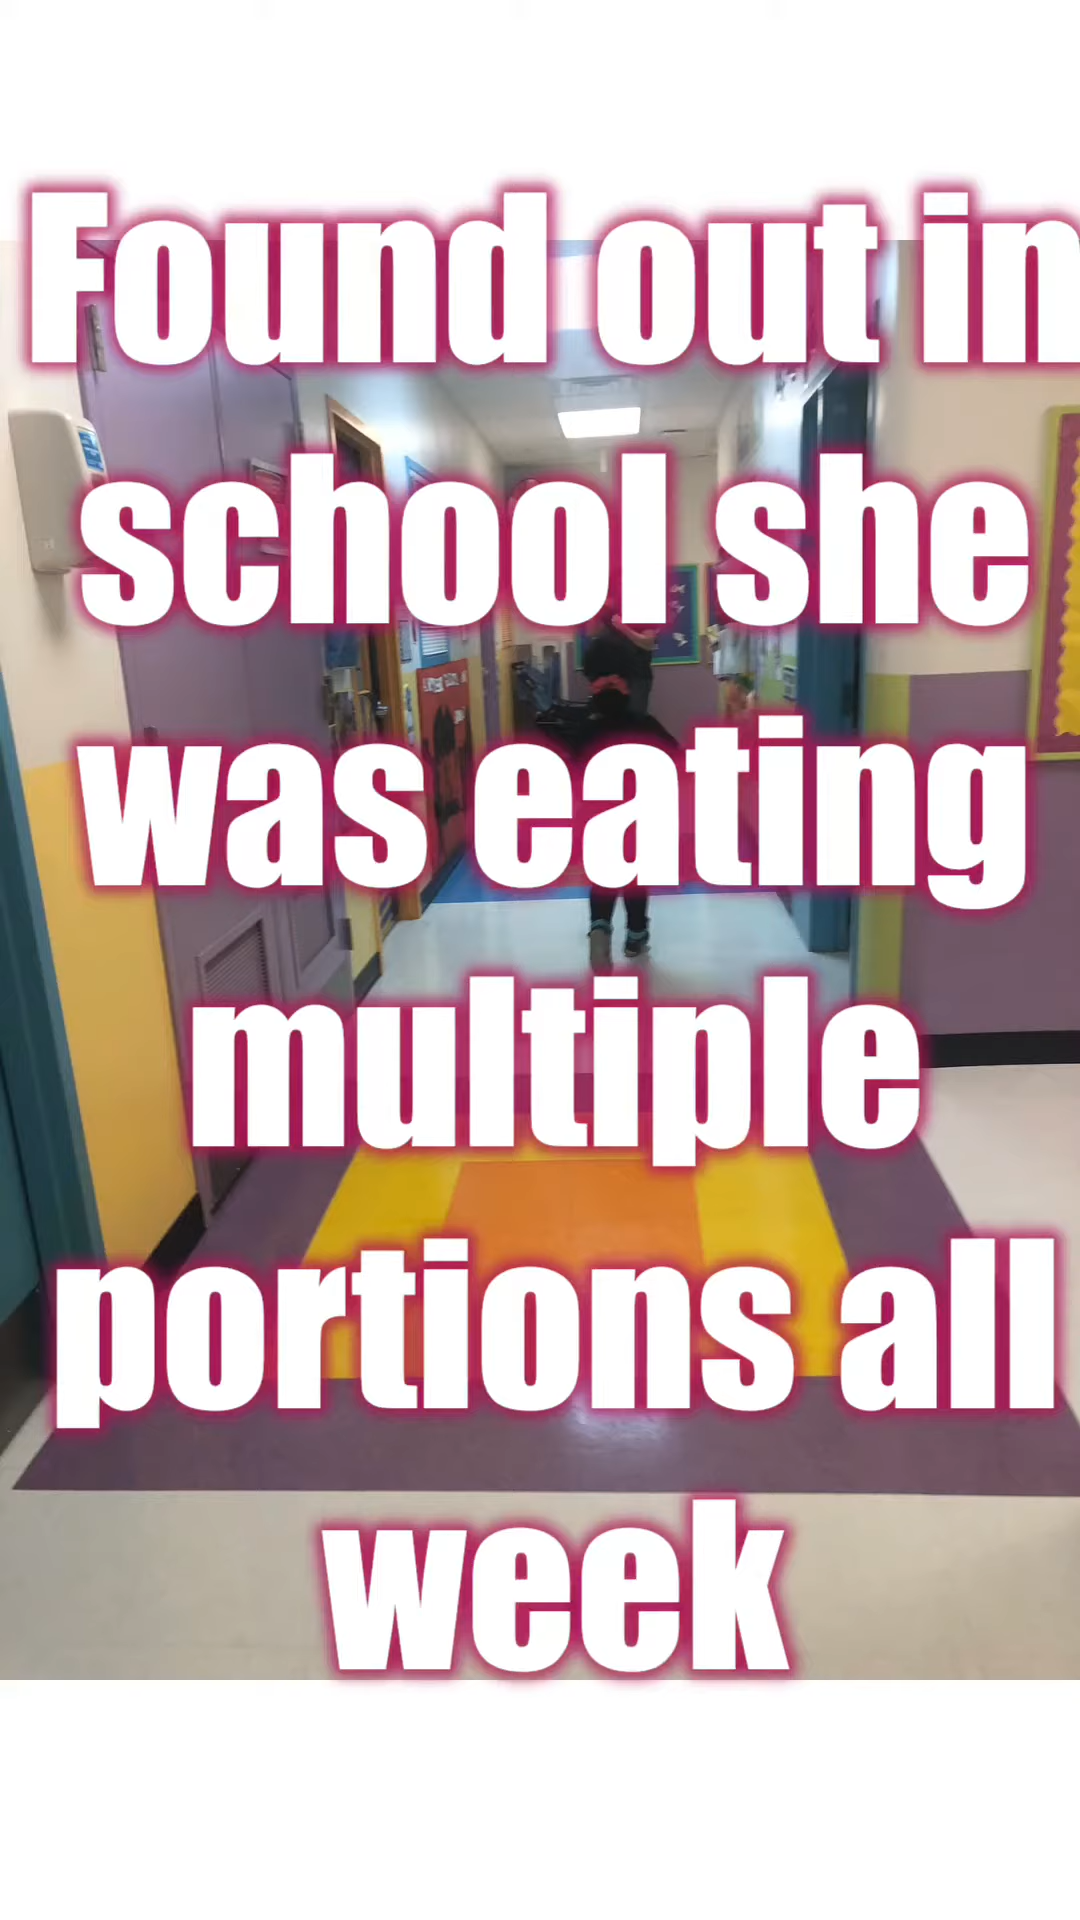 Found out in
school she
was eating
multiple
portions all
week